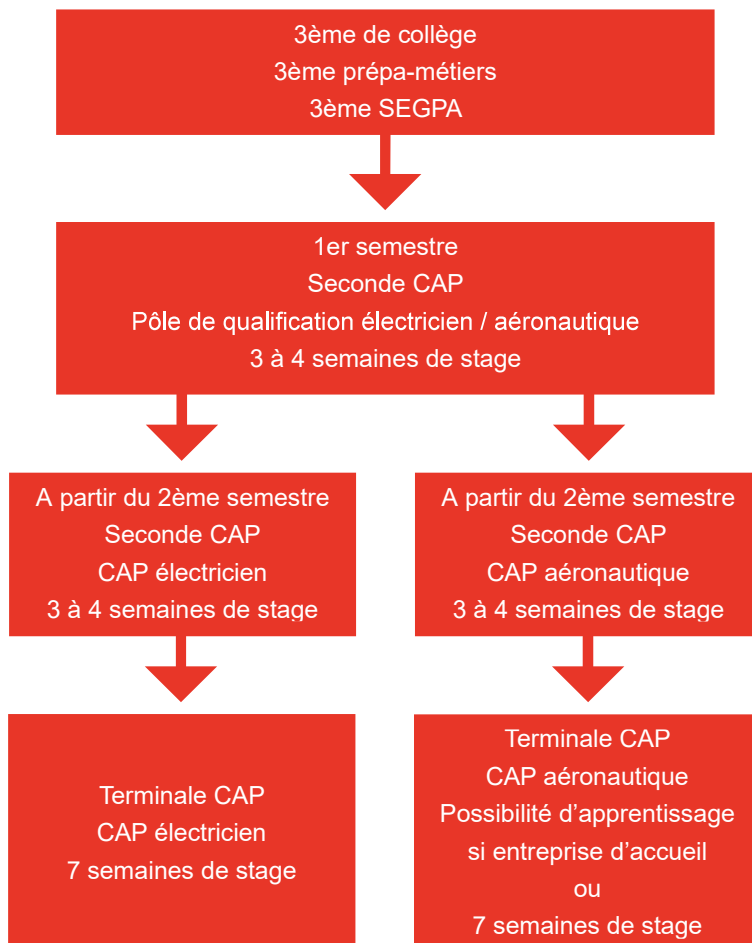 3ème de collège
3ème prépa-métiers
3ème SEGPA
1er semestre
Seconde CAP
Pôle de qualification électricien / aéronautique
3 à 4 semaines de stage
A partir du 2ème semestre
Seconde CAP
CAP électricien
3 à 4 semaines de stage
A partir du 2ème semestre
Seconde CAP
CAP aéronautique
3 à 4 semaines de stage
Terminale CAP
CAP électricien
7 semaines de stage
Terminale CAP
CAP aéronautique
Possibilité d’apprentissage
si entreprise d’accueil
ou
7 semaines de stage